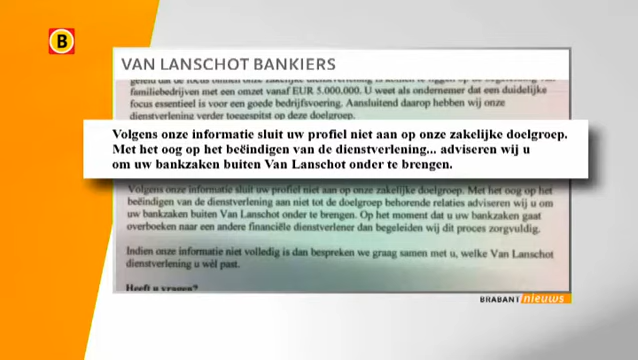 B
VAN LANSCHOT BANKIERS
familiebedrijven met een omzet vanaf EUR 5.000.000. U weet als ondernemer dat een duidelijke
focus essentieel is voor een goede bedrijfsvoering. Aansluitend daarop hebben wij onze
dienstverlening verder toegespitst op deze doelgroep.
Volgens onze informatie sluit uw profiel niet aan op onze zakelijke doelgroep.
Met het oog op het beëindigen van de dienstverlening... adviseren wij u
om uw bankzaken buiten Van Lanschot onder te brengen.
Volgens onze informatie sluit uw profiel niet aan op onze zakelijke doelgroep. Met het oog op het
beëindigen van de dienstverlening aan niet tot de doelgroep behorende relaties adviseren wij u om
uw bankzaken buiten Van Lanschot onder te brengen. Op het moment dat u uw bankzaken gaat
overboeken naar een andere financiële dienstverlener dan begeleiden wij dit proces zorgvuldig.
Indien onze informatie niet volledig is dan bespreken we graag samen met u, welke Van Lanschot
dienstverlening u wél past.
Heeft u vragen?
BRABANT nieuws